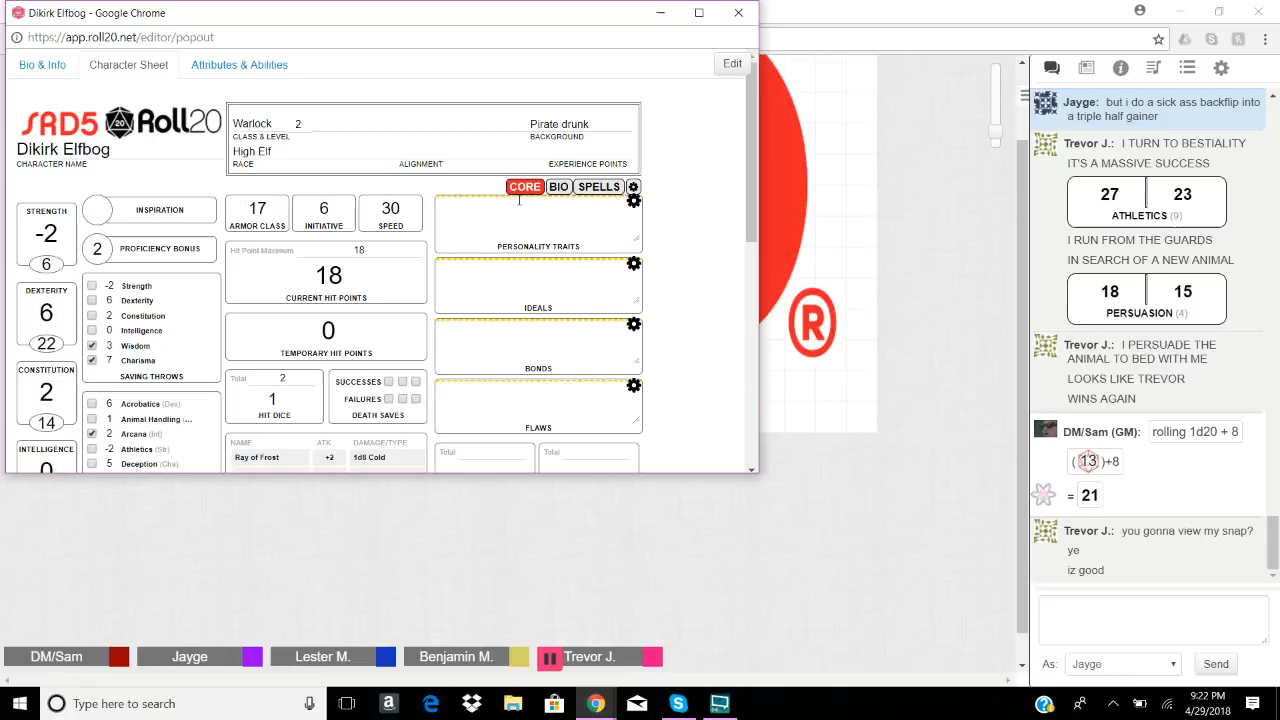 Dikirk Elfbog - Google Chrome
https://app.roll20.net/editor/popout
Bio & Info
Character Sheet
Attributes & Abilities
Edit
SRD5 Roll20
Dikirk Elfbog
CHARACTER NAME
Warlock 2
Pirate drunk
CLASS & LEVEL
BACKGROUND
High Elf
RACE
ALIGNMENT
EXPERIENCE POINTS
CORE
BIO
SPELLS
STRENGTH
-2
6
DEXTERITY
6
22
CONSTITUTION
2
14
INTELLIGENCE
0
INSPIRATION
2
PROFICIENCY BONUS
-2 Strength
6 Dexterity
2 Constitution
0 Intelligence
3 Wisdom
7 Charisma
SAVING THROWS
6 Acrobatics (Dex)
1 Animal Handling (...
2 Arcana (Int)
-2 Athletics (Str)
5 Deception (Cha)
17
ARMOR CLASS
6
INITIATIVE
30
SPEED
Hit Point Maximum 18
18
CURRENT HIT POINTS
0
TEMPORARY HIT POINTS
Total 2
1
HIT DICE
SUCCESSES
FAILURES
DEATH SAVES
NAME ATK DAMAGE/TYPE
Ray of Frost +2 1d8 Cold
PERSONALITY TRAITS
IDEALS
BONDS
FLAWS
Total
Total
®
Jayge: but i do a sick ass backflip into
a triple half gainer
Trevor J.: I TURN TO BESTIALITY
IT'S A MASSIVE SUCCESS
27 23
ATHLETICS (9)
I RUN FROM THE GUARDS
IN SEARCH OF A NEW ANIMAL
18 15
PERSUASION (4)
Trevor J.: I PERSUADE THE
ANIMAL TO BED WITH ME
LOOKS LIKE TREVOR
WINS AGAIN
DM/Sam (GM): rolling 1d20 + 8
(13)+8
= 21
Trevor J.: you gonna view my snap?
ye
iz good
As: Jayge
Send
DM/Sam
Jayge
Lester M.
Benjamin M.
Trevor J.
Type here to search
9:22 PM
4/29/2018